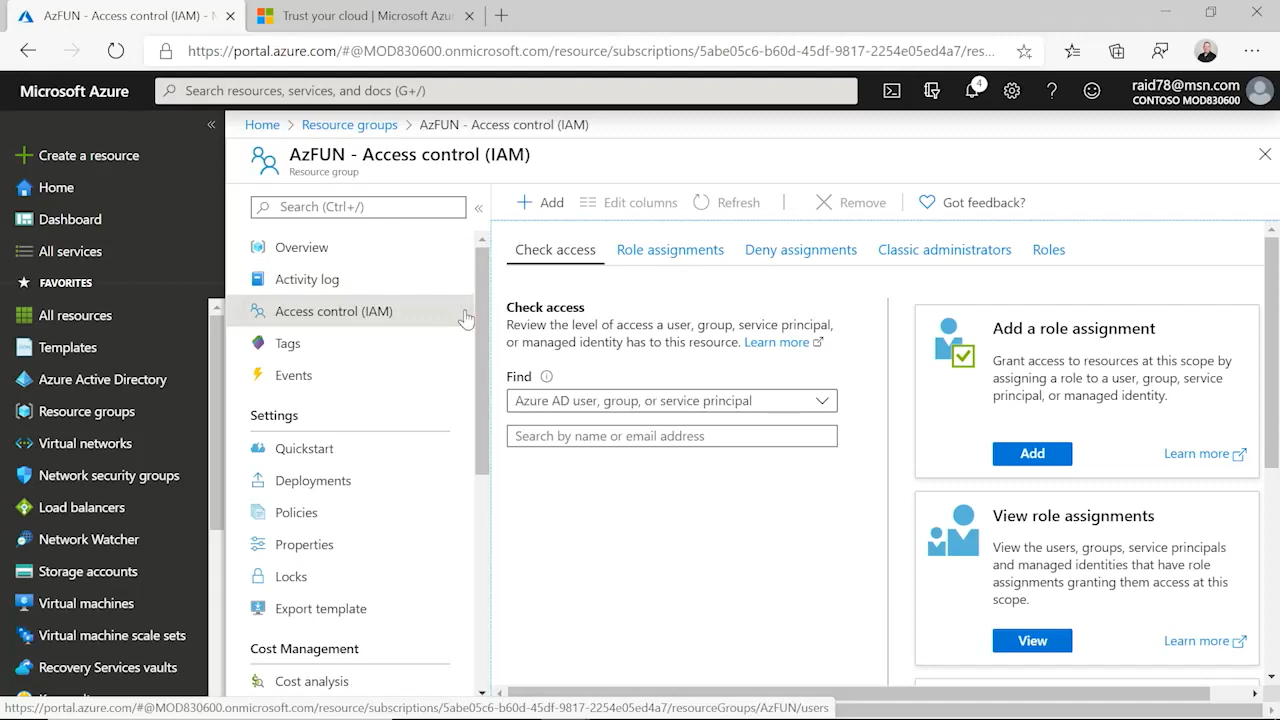 AzFUN - Access control (IAM) - M
Trust your cloud | Microsoft Azur
https://portal.azure.com/#@MOD830600.onmicrosoft.com/resource/subscriptions/5abe05c6-b60d-45df-9817-2254e05ed4a7/res...
Microsoft Azure
Search resources, services, and docs (G+/)
4
raid78@msn.com
CONTOSO MOD830600
Create a resource
Home
Dashboard
All services
FAVORITES
All resources
Templates
Azure Active Directory
Resource groups
Virtual networks
Network security groups
Load balancers
Network Watcher
Storage accounts
Virtual machines
Virtual machine scale sets
Recovery Services vaults
Home > Resource groups > AzFUN - Access control (IAM)
AzFUN - Access control (IAM)
Resource group
Search (Ctrl+/)
Overview
Activity log
Access control (IAM)
Tags
Events
Settings
Quickstart
Deployments
Policies
Properties
Locks
Export template
Cost Management
Cost analysis
Add
Edit columns
Refresh
Remove
Got feedback?
Check access
Role assignments
Deny assignments
Classic administrators
Roles
Check access
Review the level of access a user, group, service principal,
or managed identity has to this resource. Learn more
Find
Azure AD user, group, or service principal
Search by name or email address
Add a role assignment
Grant access to resources at this scope by
assigning a role to a user, group, service
principal, or managed identity.
Add
Learn more
View role assignments
View the users, groups, service principals
and managed identities that have role
assignments granting them access at this
scope.
View
Learn more
https://portal.azure.com/#@MOD830600.onmicrosoft.com/resource/subscriptions/5abe05c6-b60d-45df-9817-2254e05ed4a7/resourceGroups/AzFUN/users